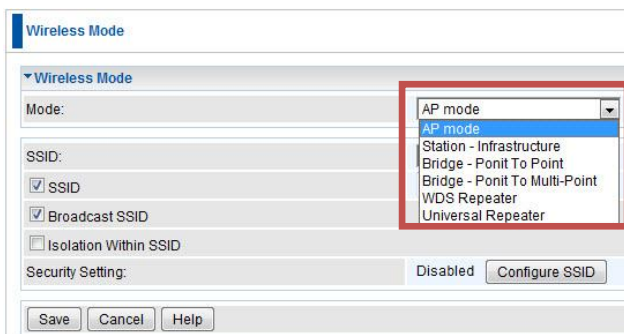 Wireless Mode
Wireless Mode
Mode:
AP mode
AP mode
Station - Infrastructure
Bridge - Ponit To Point
Bridge - Ponit To Multi-Point
WDS Repeater
Universal Repeater
SSID:
SSID
Broadcast SSID
Isolation Within SSID
Security Setting:
Disabled
Configure SSID
Save
Cancel
Help